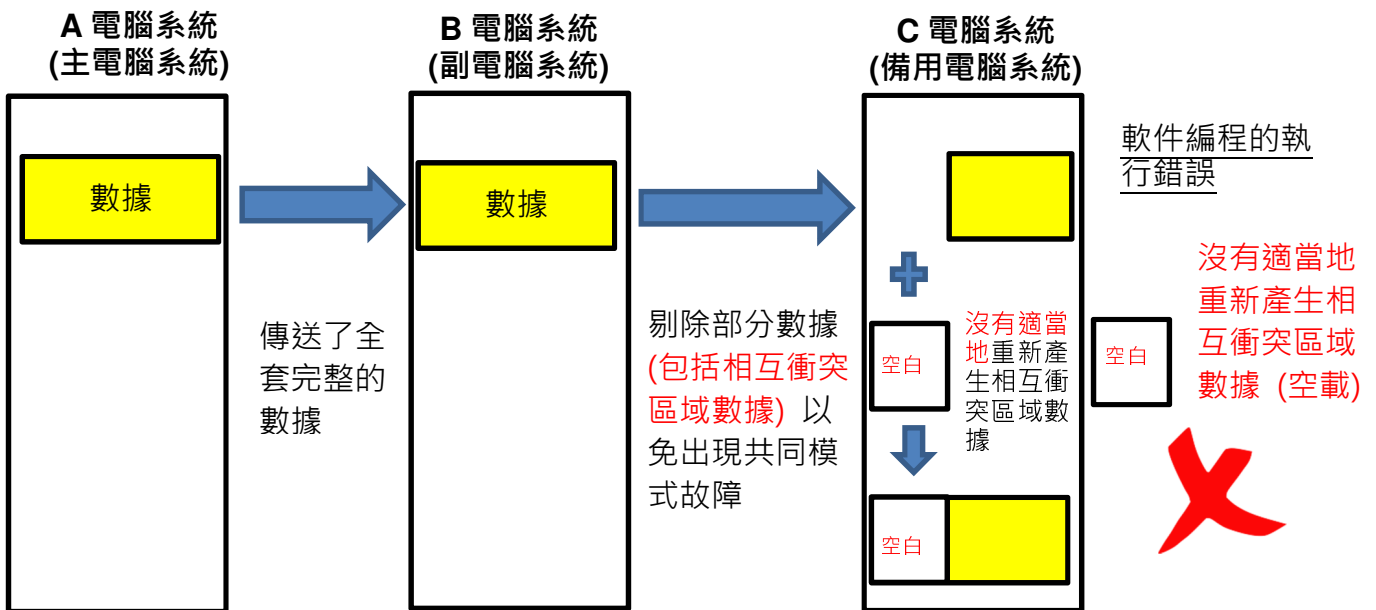 A 電腦系統
(主電腦系統)
B 電腦系統
(副電腦系統)
C 電腦系統
(備用電腦系統)
數據
數據
傳送了全
套完整的
數據
剔除部分數據
(包括相互衝突
區域數據) 以
免出現共同模
式故障
空白
沒有適當
地重新產
生相互衝
突區域數
據
空白
空白
軟件編程的執
行錯誤
沒有適當地
重新產生相
互衝突區域
數據 (空載)